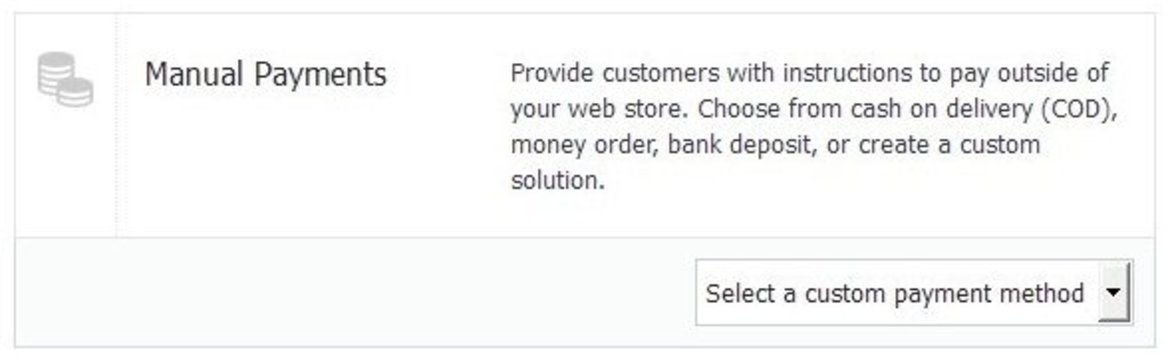 Manual Payments
Provide customers with instructions to pay outside of
your web store. Choose from cash on delivery (COD),
money order, bank deposit, or create a custom
solution.
Select a custom payment method